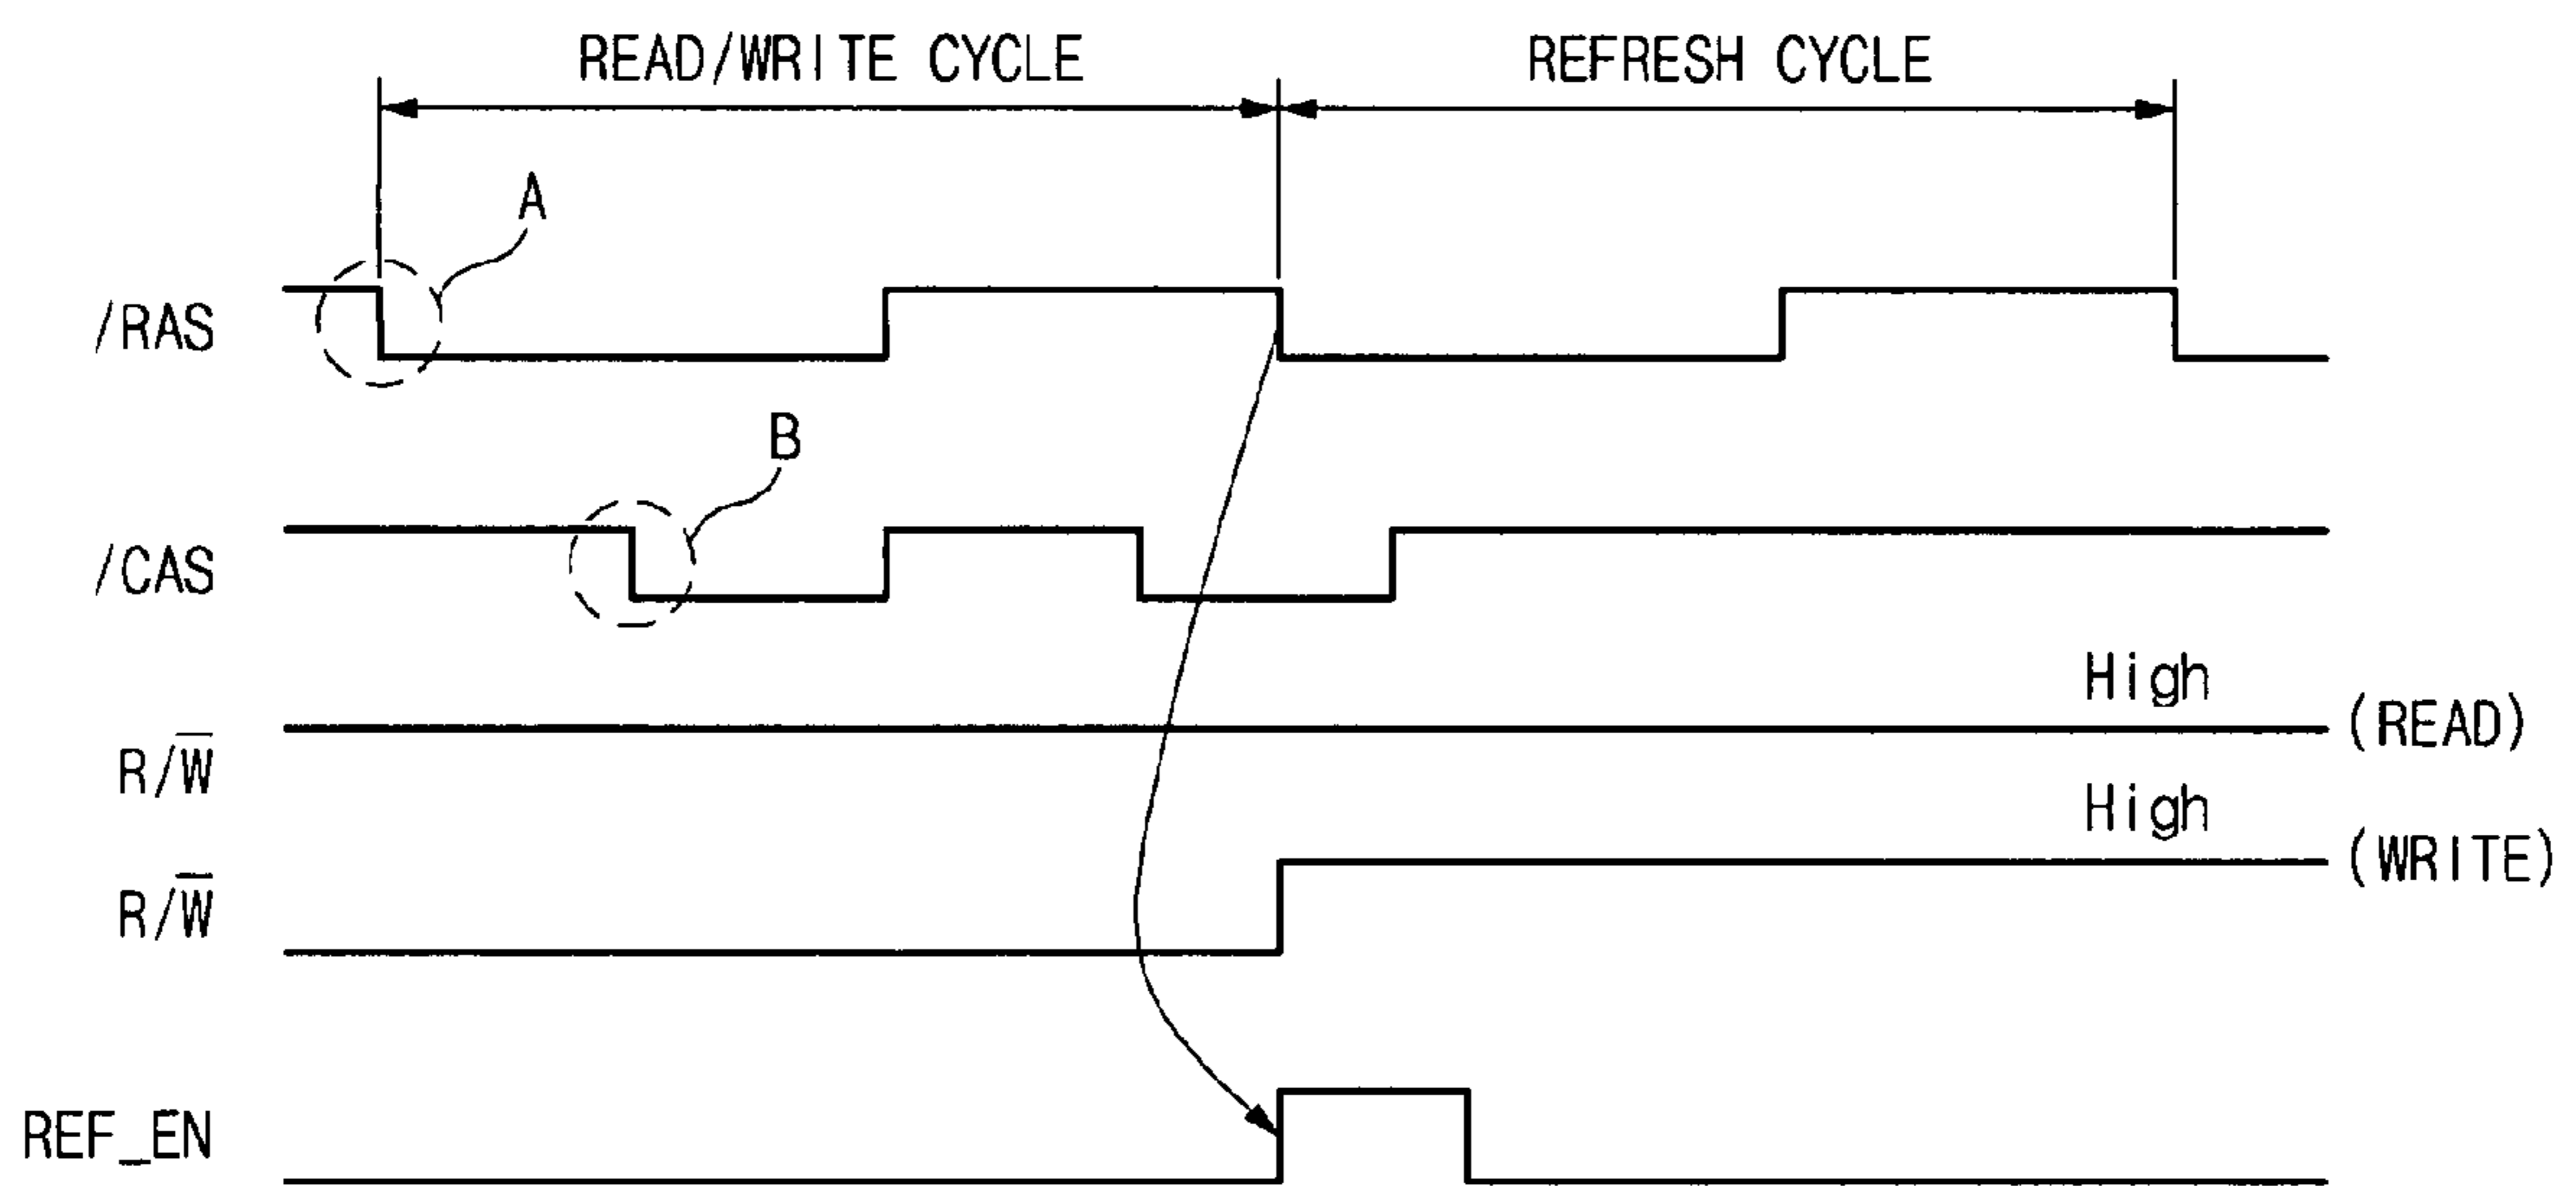 READ/WRITE CYCLE REFRESH CYCLE
A
/RAS
B
/CAS
High
(READ)
R/W̅
High
(WRITE)
R/W̅
REF_EN